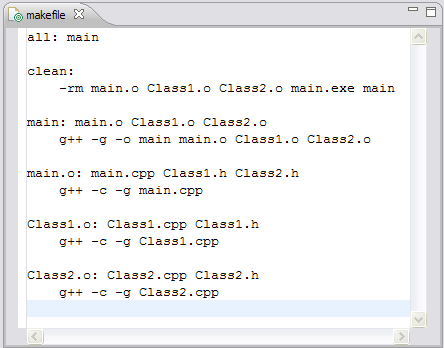 makefile
all: main
clean:
-rm main.o Class1.o Class2.o main.exe main
main: main.o Class1.o Class2.o
g++ -g -o main main.o Class1.o Class2.o
main.o: main.cpp Class1.h Class2.h
g++ -c -g main.cpp
Class1.o: Class1.cpp Class1.h
g++ -c -g Class1.cpp
Class2.o: Class2.cpp Class2.h
g++ -c -g Class2.cpp